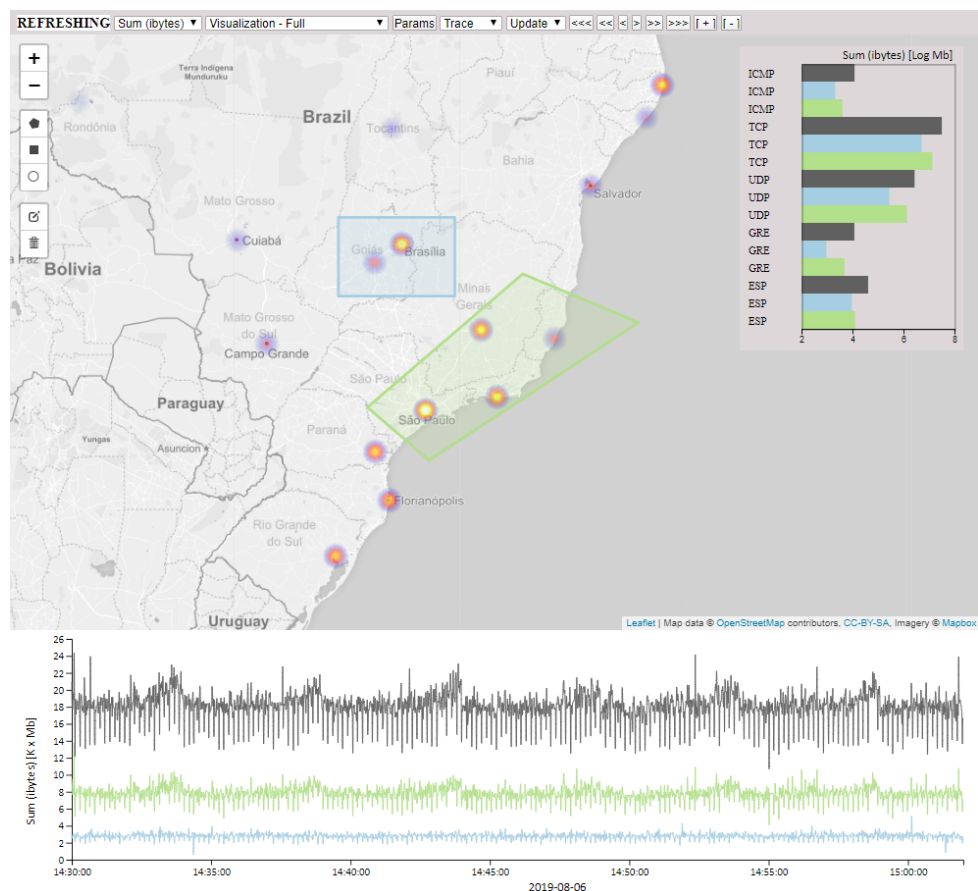 REFRESHING Sum (ibytes) ▼ Visualization - Full ▼ Params Trace ▼ Update ▼ <<< << < > >> >>> [ + ] [ - ]
+
−
Terra Indígena
Munduruku
Piauí
Rondônia
Brazil
Tocantins
Bahia
Salvador
Mato Grosso
Cuiabá
Goiás
Brasília
Bolivia
Minas
Gerais
Mato Grosso
do Sul
Campo Grande
São Paulo
Paraguay
São Paulo
Paraná
Yungas
Asuncion
Florianópolis
Rio Grande
do Sul
Uruguay
Sum (ibytes) [Log Mb]
ICMP
ICMP
ICMP
TCP
TCP
TCP
UDP
UDP
UDP
GRE
GRE
GRE
ESP
ESP
ESP
2 4 6 8
Leaflet | Map data © OpenStreetMap contributors, CC-BY-SA, Imagery © Mapbox
Sum (ibytes) [K x Mb]
26
24
22
20
18
16
14
12
10
8
6
4
2
0
14:30:00 14:35:00 14:40:00 14:45:00 14:50:00 14:55:00 15:00:00
2019-08-06